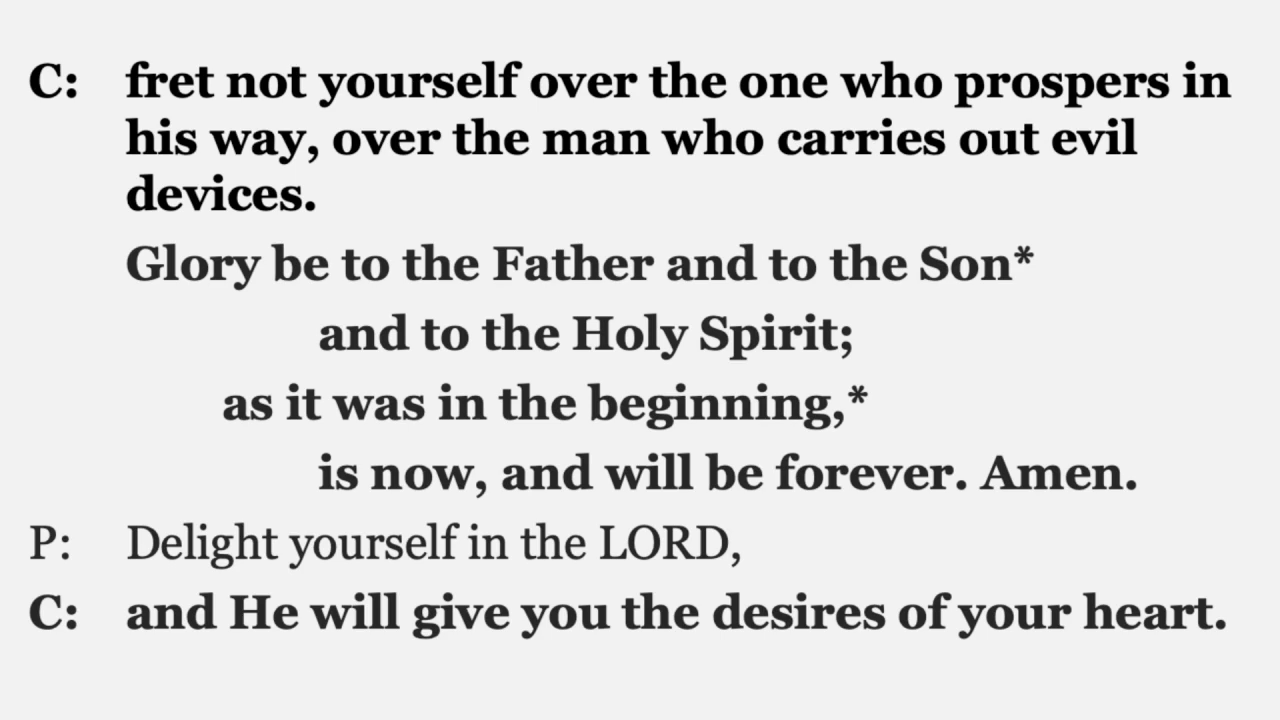 C: fret not yourself over the one who prospers in
his way, over the man who carries out evil
devices.
Glory be to the Father and to the Son*
and to the Holy Spirit;
as it was in the beginning,*
is now, and will be forever. Amen.
P: Delight yourself in the LORD,
C: and He will give you the desires of your heart.